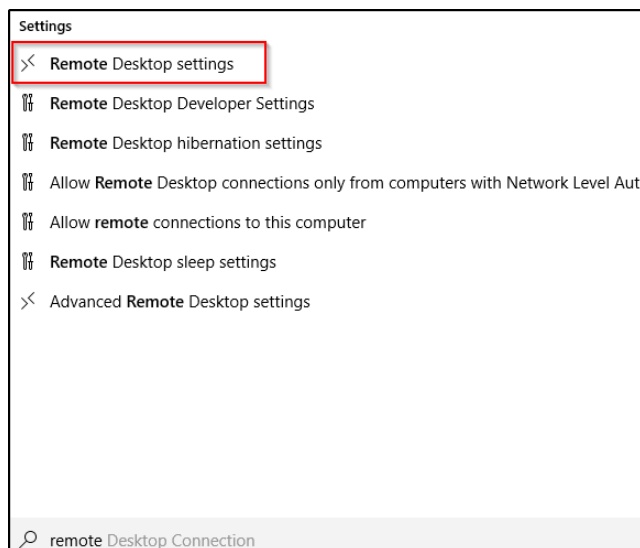 Settings
Remote Desktop settings
Remote Desktop Developer Settings
Remote Desktop hibernation settings
Allow Remote Desktop connections only from computers with Network Level Aut
Allow remote connections to this computer
Remote Desktop sleep settings
Advanced Remote Desktop settings
remote Desktop Connection